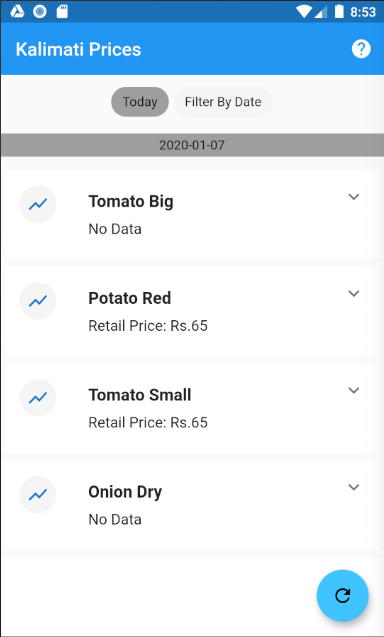 8:53
Kalimati Prices
Today Filter By Date
2020-01-07
Tomato Big
No Data
Potato Red
Retail Price: Rs.65
Tomato Small
Retail Price: Rs.65
Onion Dry
No Data